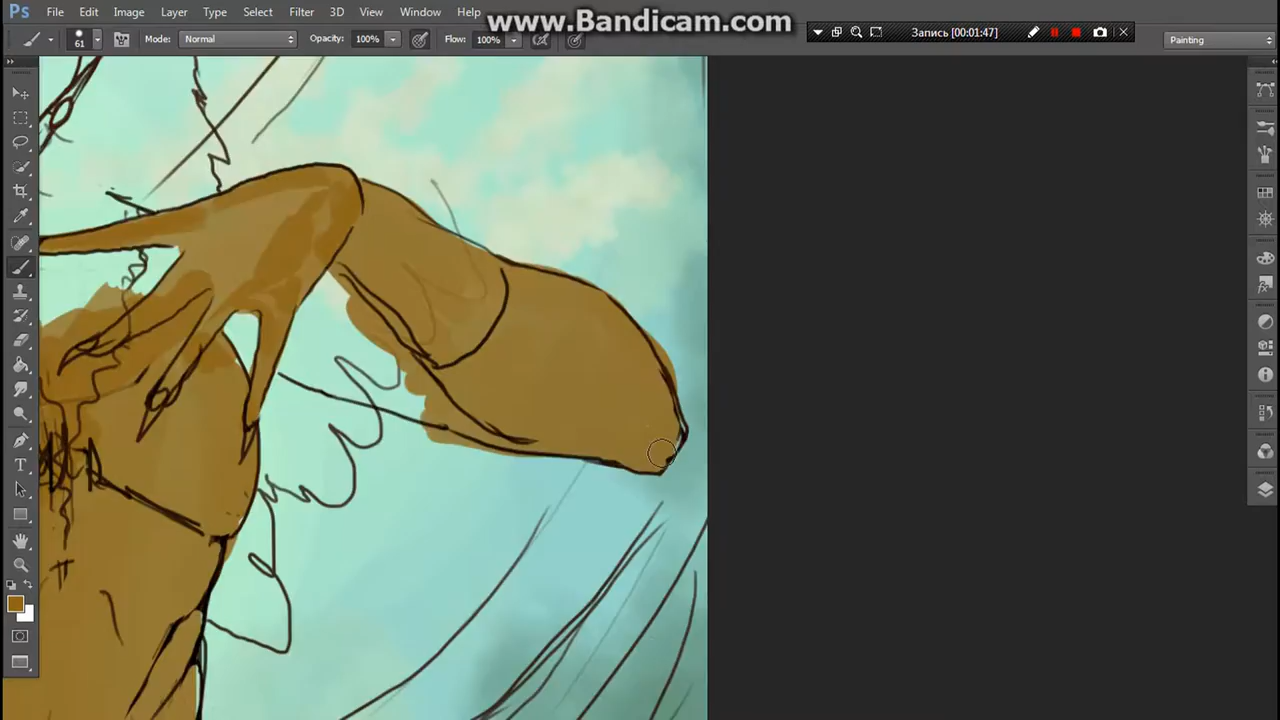 www.Bandicam.com
Ps File Edit Image Layer Type Select Filter 3D View Window Help
Запись [00:01:47]
61 Mode: Normal Opacity: 100% Flow: 100% Painting
T